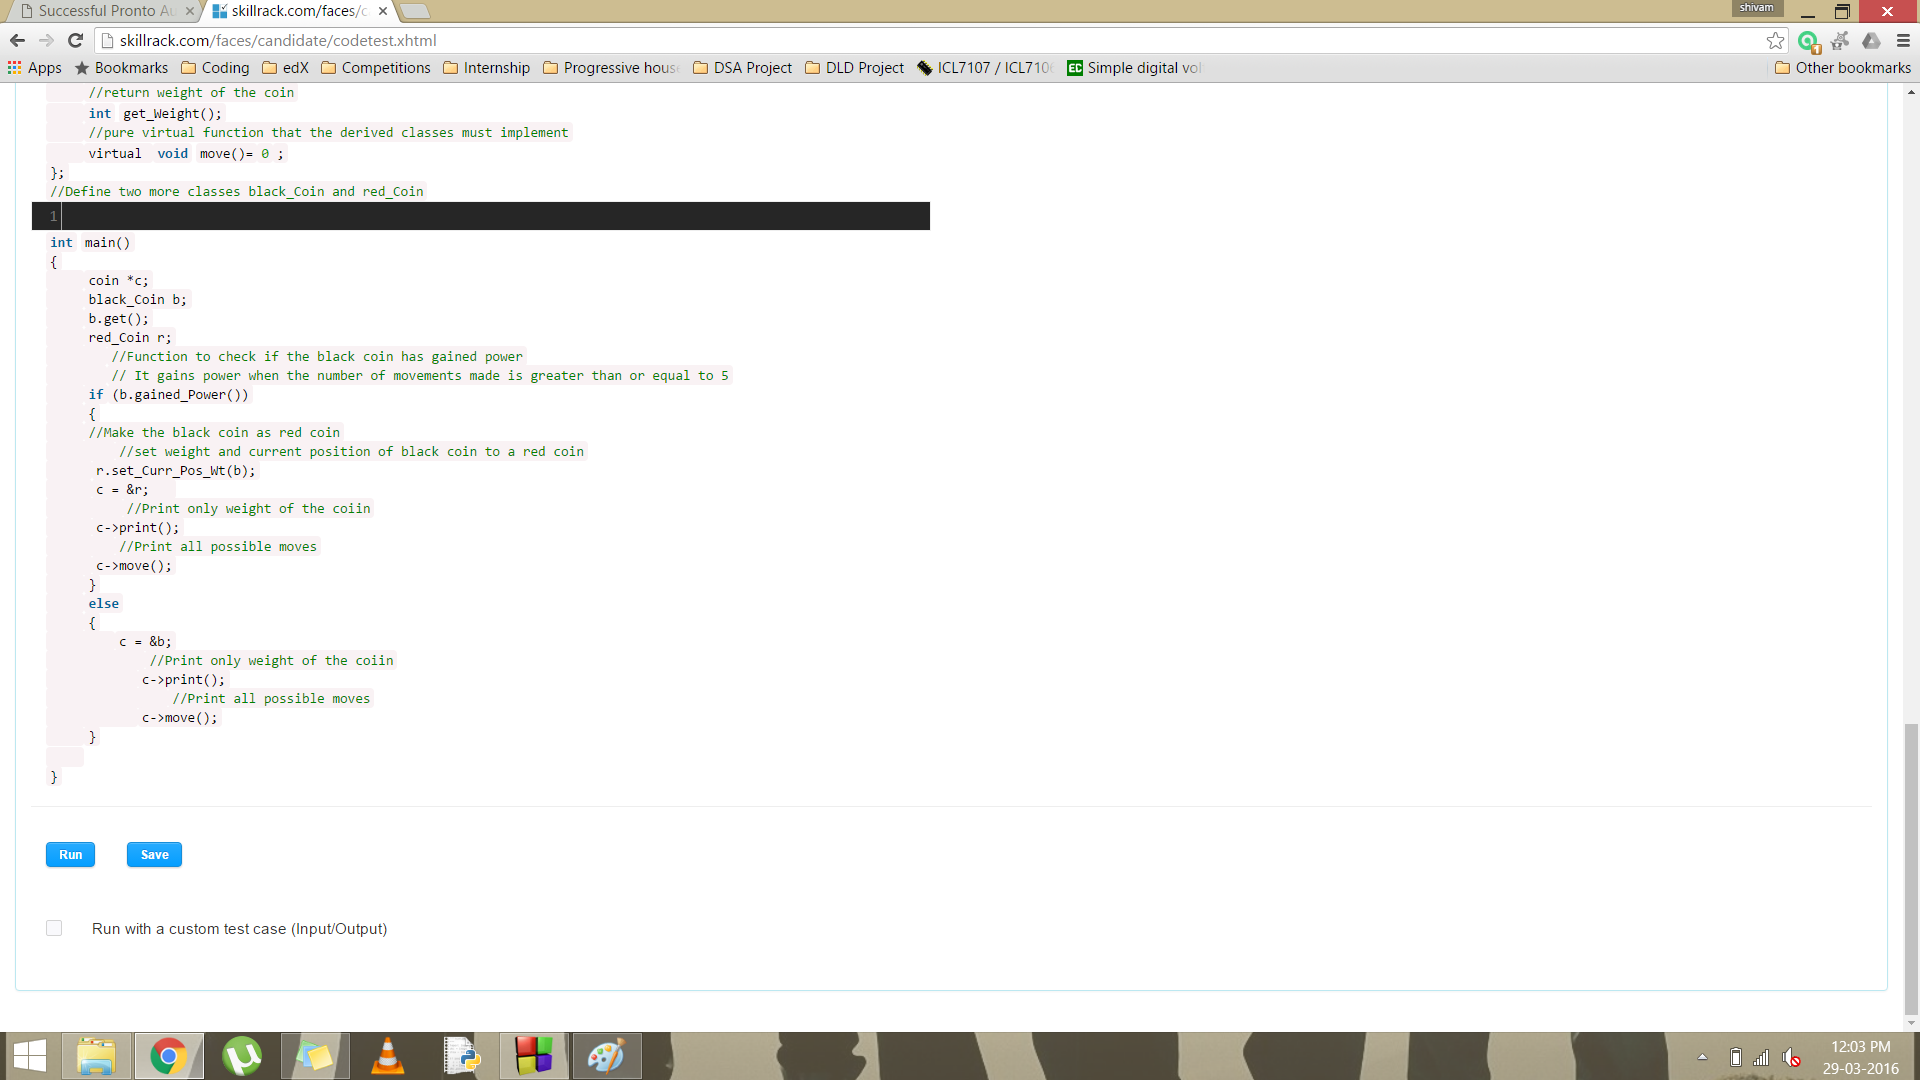 Successful Pronto Au
skillrack.com/faces/c
shivam
skillrack.com/faces/candidate/codetest.xhtml
Apps Bookmarks Coding edX Competitions Internship Progressive hous DSA Project DLD Project ICL7107 / ICL710 EC Simple digital vol Other bookmarks
//return weight of the coin
int get_Weight();
//pure virtual function that the derived classes must implement
virtual void move()= 0 ;
};
//Define two more classes black_Coin and red_Coin
1
int main()
{
coin *c;
black_Coin b;
b.get();
red_Coin r;
//Function to check if the black coin has gained power
// It gains power when the number of movements made is greater than or equal to 5
if (b.gained_Power())
{
//Make the black coin as red coin
//set weight and current position of black coin to a red coin
r.set_Curr_Pos_Wt(b);
c = &r;
//Print only weight of the coiin
c->print();
//Print all possible moves
c->move();
}
else
{
c = &b;
//Print only weight of the coiin
c->print();
//Print all possible moves
c->move();
}
}
Run Save
Run with a custom test case (Input/Output)
12:03 PM
29-03-2016